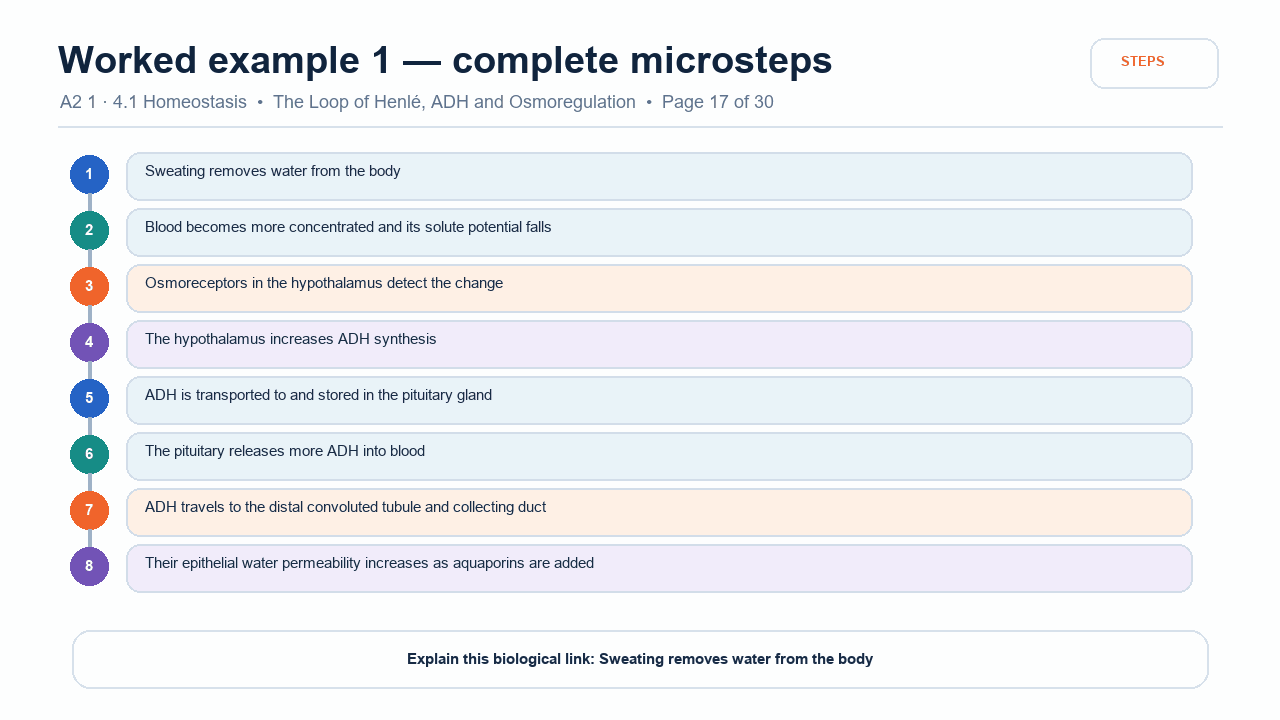 Worked example 1 — complete microsteps
STEPS
A2 1 · 4.1 Homeostasis • The Loop of Henlé, ADH and Osmoregulation • Page 17 of 30
1 Sweating removes water from the body
2 Blood becomes more concentrated and its solute potential falls
3 Osmoreceptors in the hypothalamus detect the change
4 The hypothalamus increases ADH synthesis
5 ADH is transported to and stored in the pituitary gland
6 The pituitary releases more ADH into blood
7 ADH travels to the distal convoluted tubule and collecting duct
8 Their epithelial water permeability increases as aquaporins are added
Explain this biological link: Sweating removes water from the body